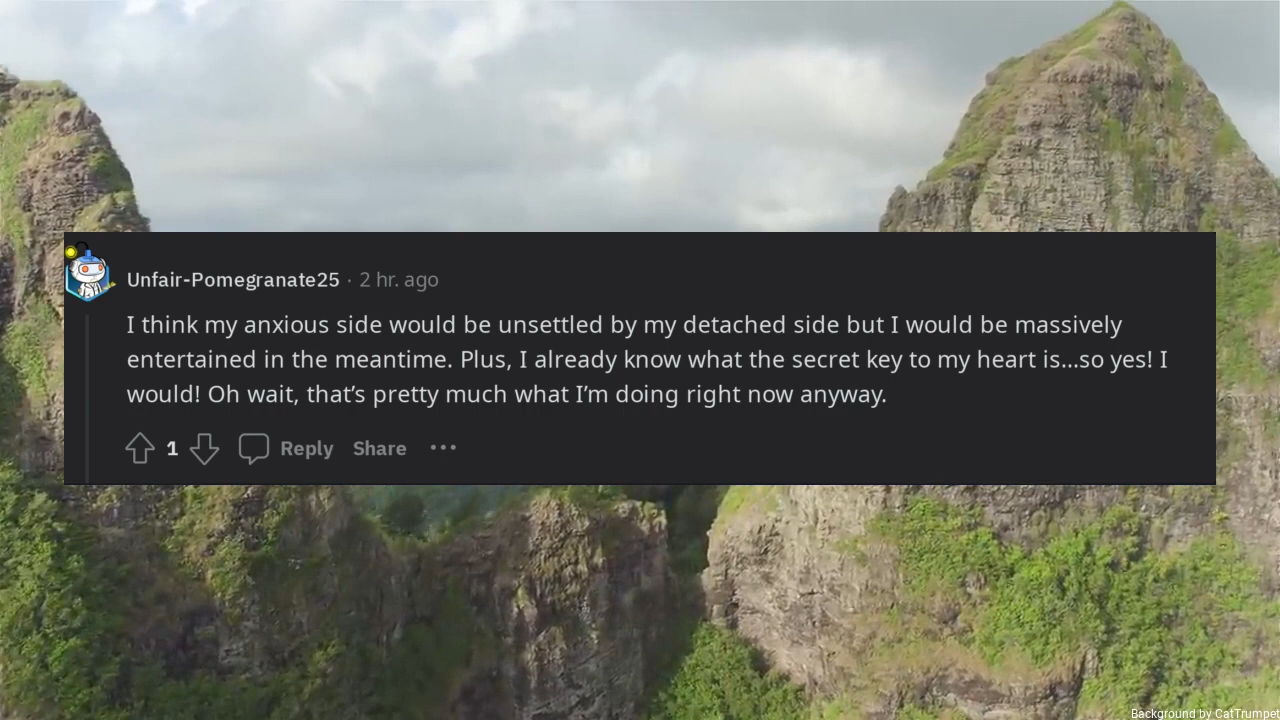 Unfair-Pomegranate25 · 2 hr. ago
I think my anxious side would be unsettled by my detached side but I would be massively
entertained in the meantime. Plus, I already know what the secret key to my heart is...so yes! I
would! Oh wait, that’s pretty much what I’m doing right now anyway.
1 Reply Share ···
Background by CatTrumpet